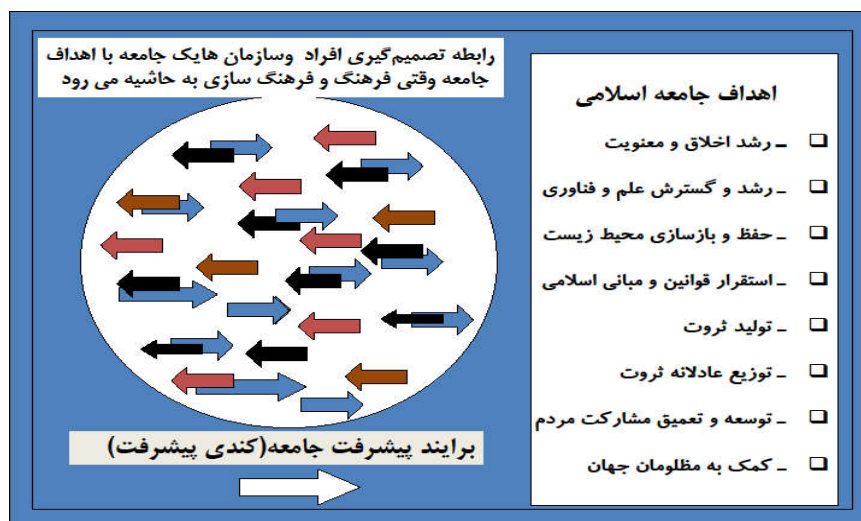 رابطه تصمیم‌گیری افراد وسازمان هایک جامعه با اهداف
جامعه وقتی فرهنگ و فرهنگ سازی به حاشیه می رود
برایند پیشرفت جامعه(کندی پیشرفت)
اهداف جامعه اسلامی
ـ رشد اخلاق و معنویت
ـ رشد و گسترش علم و فناوری
ـ حفظ و بازسازی محیط زیست
ـ استقرار قوانین و مبانی اسلامی
ـ تولید ثروت
ـ توزیع عادلانه ثروت
ـ توسعه و تعمیق مشارکت مردم
ـ کمک به مظلومان جهان